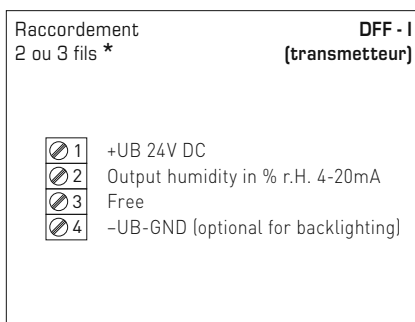 Raccordement
2 ou 3 fils *
DFF - I
(transmetteur)
1 +UB 24V DC
2 Output humidity in % r.H. 4-20mA
3 Free
4 –UB-GND (optional for backlighting)